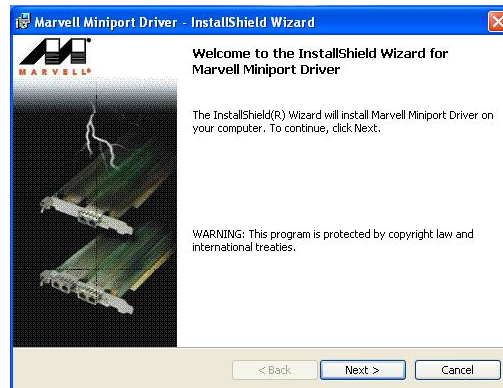 Marvell Miniport Driver - InstallShield Wizard
MARVELL®
Welcome to the InstallShield Wizard for
Marvell Miniport Driver
The InstallShield(R) Wizard will install Marvell Miniport Driver on
your computer. To continue, click Next.
WARNING: This program is protected by copyright law and
international treaties.
< Back
Next >
Cancel